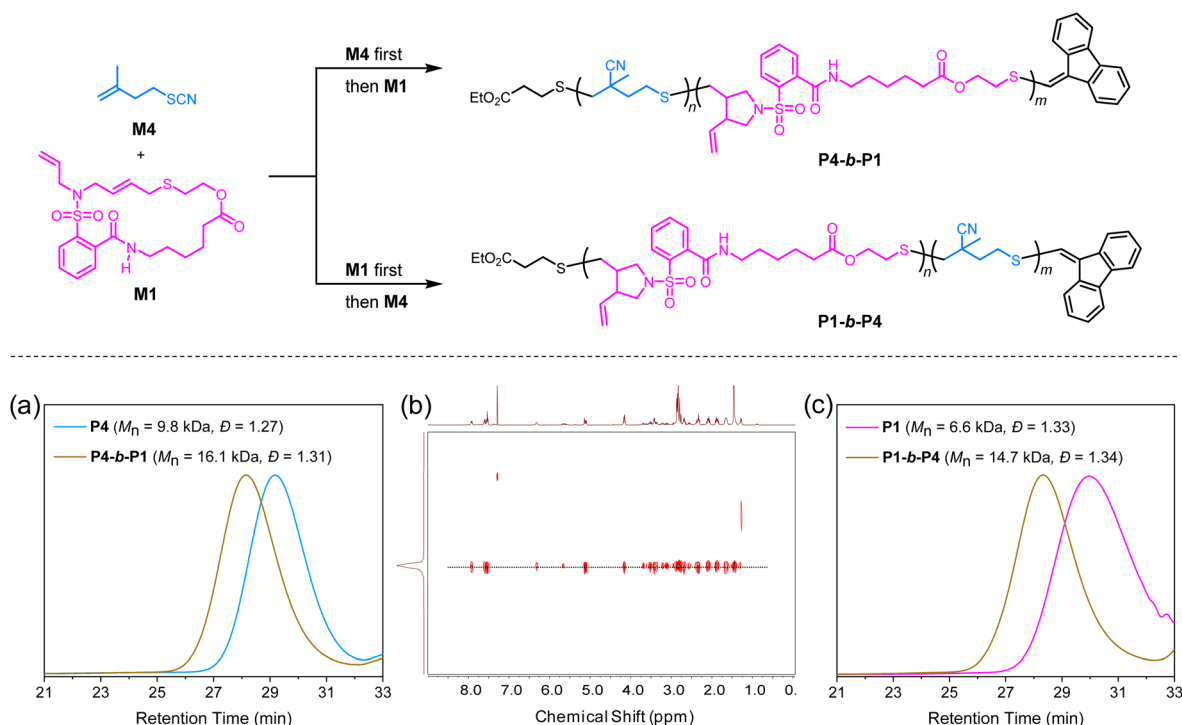 M4 first
then M1
M4
+
M1
M1 first
then M4
SCN
N
S
O
O
O
S
O
O
N
H
EtO2C
S
CN
S
n
N
S
O
O
O
H
N
O
O
S
m
P4-b-P1
EtO2C
S
N
S
O
O
O
H
N
O
O
S
n
CN
S
m
P1-b-P4
(a)
P4 (Mn = 9.8 kDa, Đ = 1.27)
P4-b-P1 (Mn = 16.1 kDa, Đ = 1.31)
21 23 25 27 29 31 33
Retention Time (min)
(b)
8.0 7.0 6.0 5.0 4.0 3.0 2.0 1.0 0.
Chemical Shift (ppm)
(c)
P1 (Mn = 6.6 kDa, Đ = 1.33)
P1-b-P4 (Mn = 14.7 kDa, Đ = 1.34)
21 23 25 27 29 31 33
Retention Time (min)